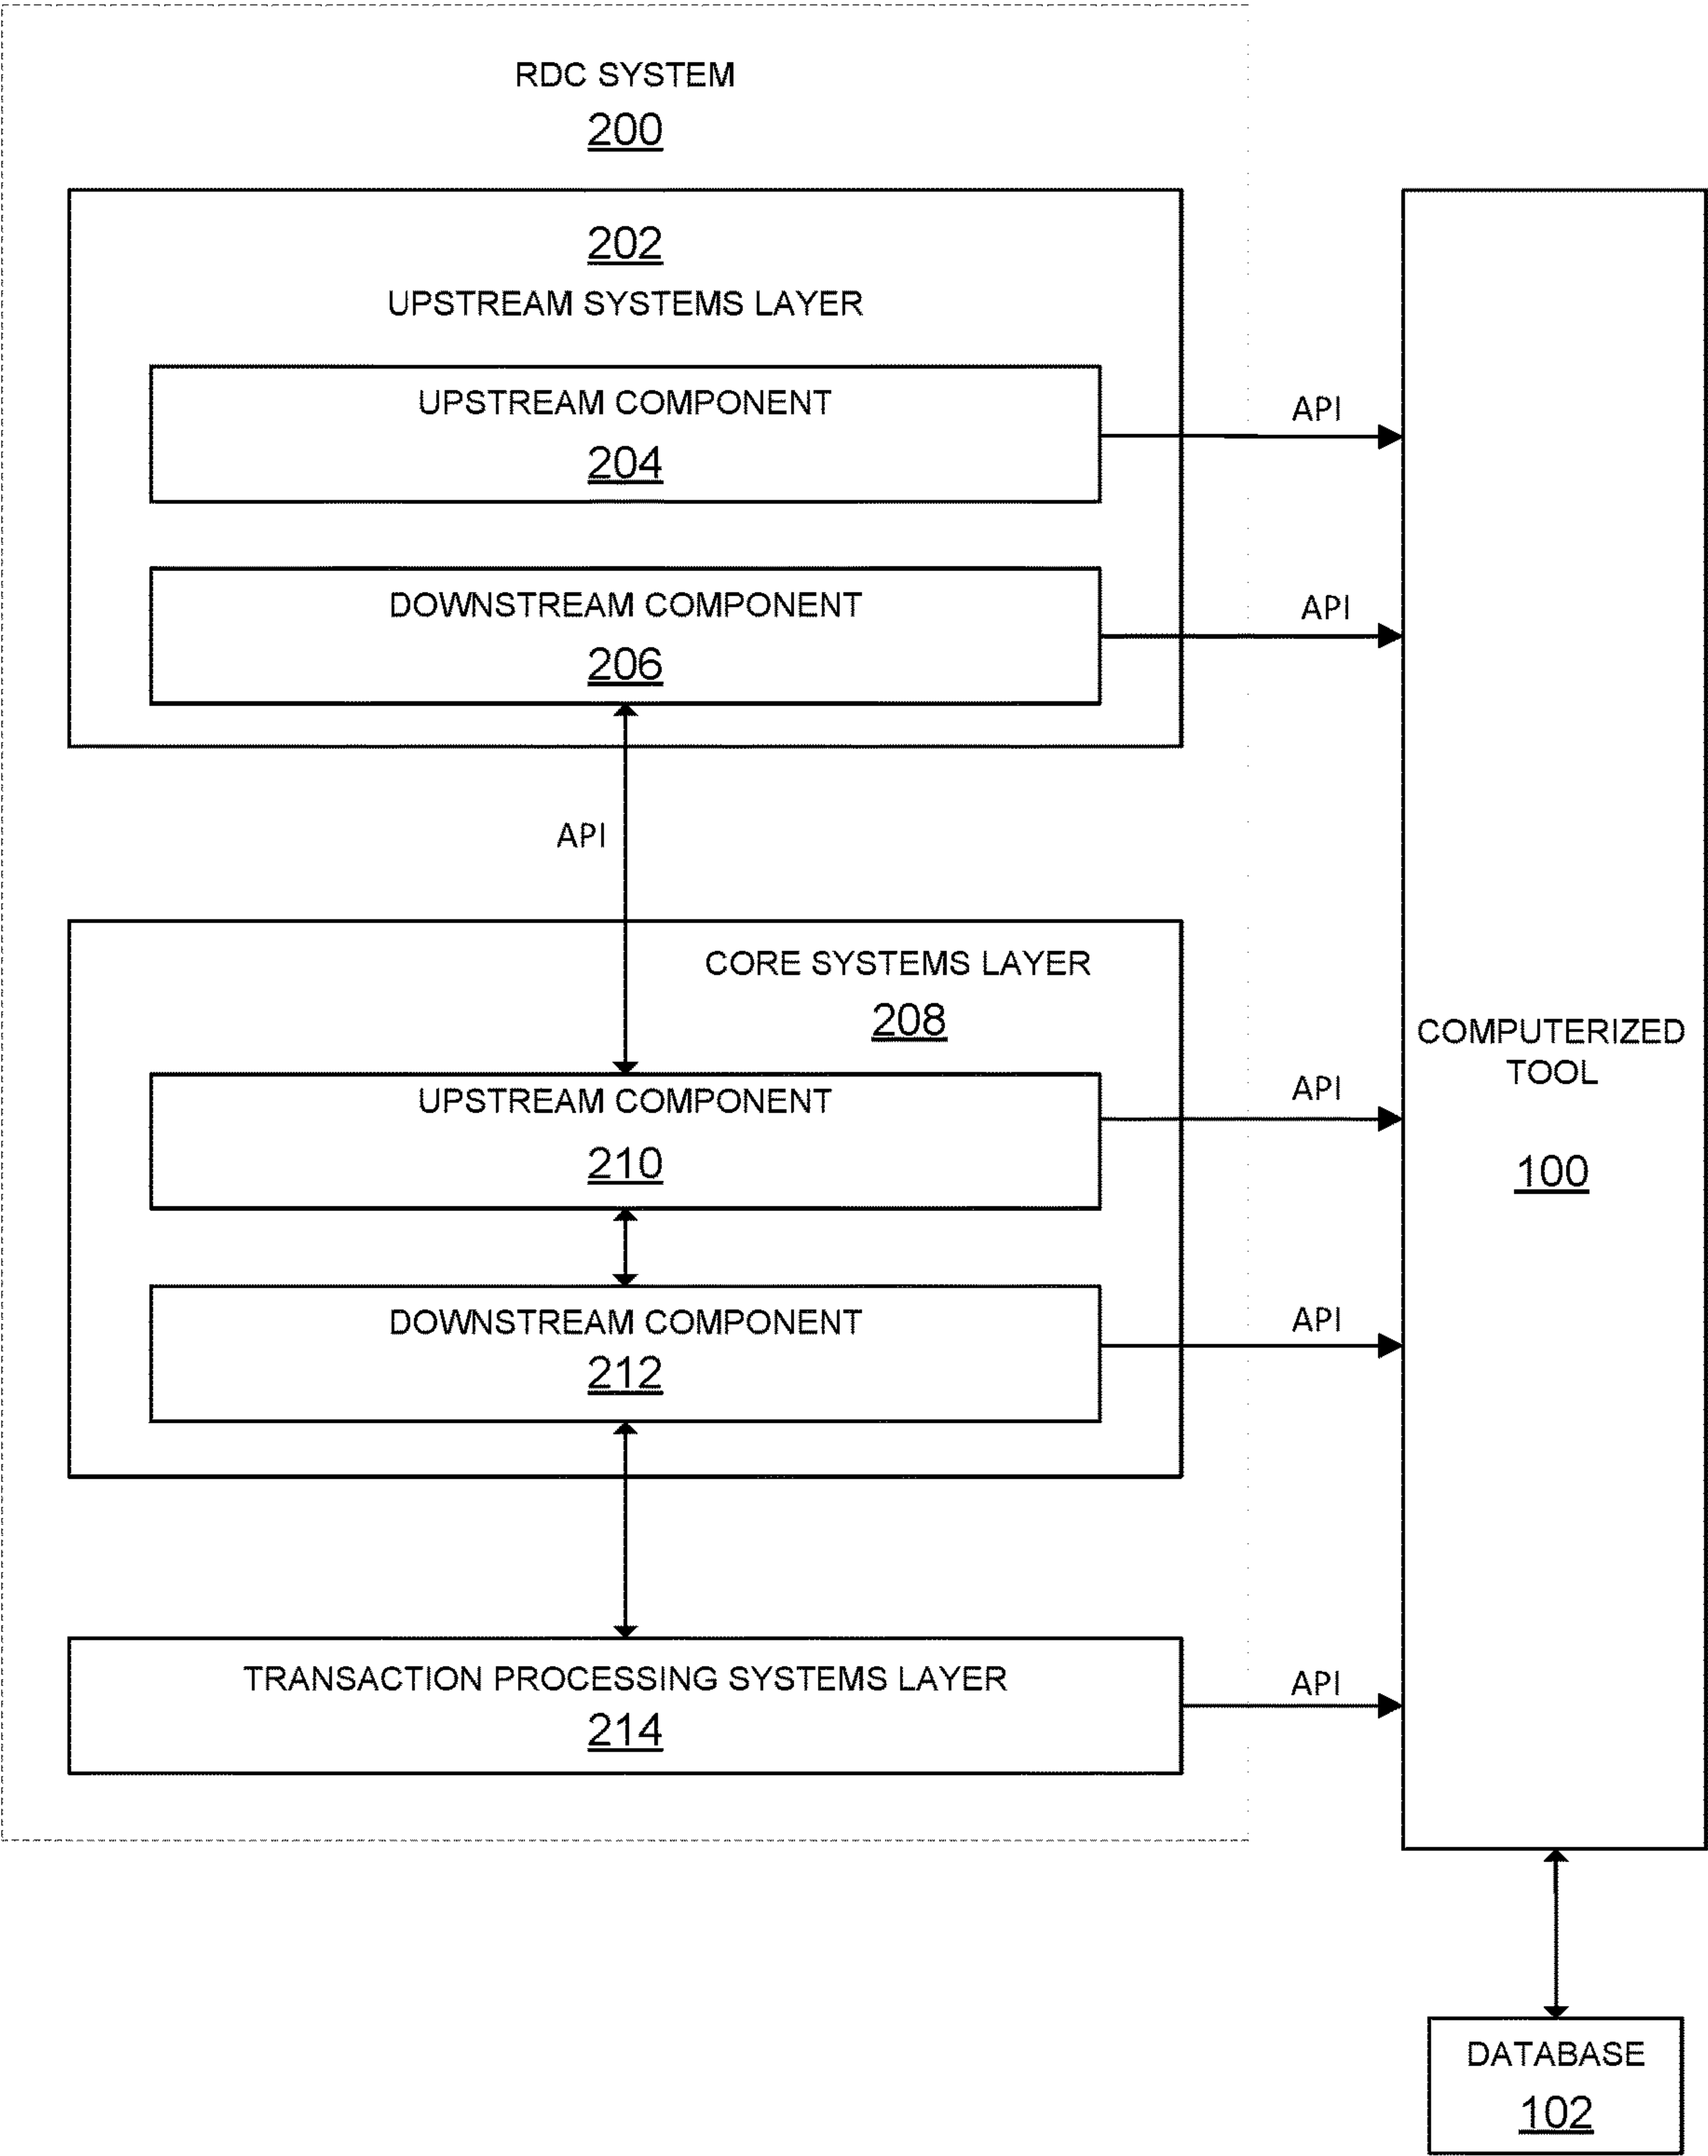 RDC SYSTEM
200
202
UPSTREAM SYSTEMS LAYER
UPSTREAM COMPONENT
204
API
DOWNSTREAM COMPONENT
206
API
API
CORE SYSTEMS LAYER
208
UPSTREAM COMPONENT
210
API
DOWNSTREAM COMPONENT
212
API
TRANSACTION PROCESSING SYSTEMS LAYER
214
API
COMPUTERIZED
TOOL
100
DATABASE
102